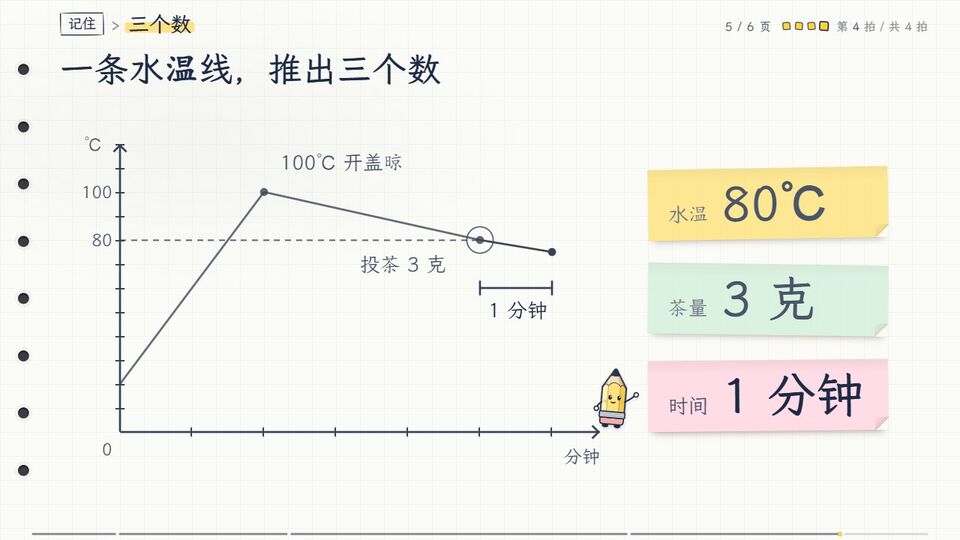 记住 > 三个数
5 / 6 页 第 4 拍 / 共 4 拍
一条水温线，推出三个数
℃
100℃ 开盖晾
100
80
投茶 3 克
1 分钟
0
分钟
水温 80℃
茶量 3 克
时间 1 分钟